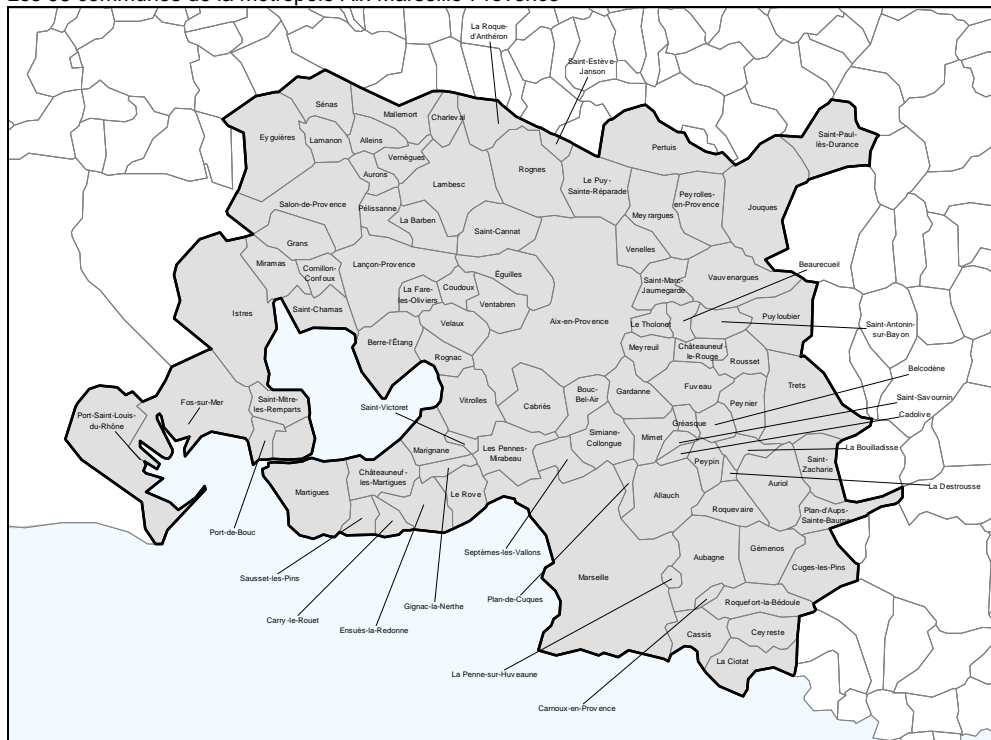 Les 93 communes de la métropole Aix-Marseille-Provence
La Roque-
d'Anthéron
Saint-Estève-
Janson
Sénas
Mallemort
Charleval
Saint-Paul-
lès-Durance
Eyguières
Lamanon
Alleins
Pertuis
Vernègues
Rognes
Aurons
Lambesc
Le Puy-
Sainte-Réparade
Peyrolles-
en-Provence
Salon-de-Provence
Pélissanne
La Barben
Meyrargues
Jouques
Saint-Cannat
Grans
Venelles
Miramas
Cornillon-
Confoux
Lançon-Provence
Beaurecueil
Éguilles
Saint-Marc-
Jaumegarde
Vauvenargues
La Fare-
les-Oliviers
Coudoux
Ventabren
Saint-Chamas
Istres
Aix-en-Provence
Puyloubier
Velaux
Le Tholonet
Saint-Antonin-
sur-Bayon
Berre-l'Étang
Meyreuil
Châteauneuf-
le-Rouge
Rognac
Rousset
Belcodène
Trets
Fuveau
Bouc-
Bel-Air
Gardanne
Saint-Mitre-
les-Remparts
Vitrolles
Cabriès
Peynier
Saint-Savournin
Fos-sur-Mer
Saint-Victoret
Cadolive
Port-Saint-Louis-
du-Rhône
Gréasque
Simiane-
Collongue
Mimet
La Bouilladisse
Marignane
Les Pennes-
Mirabeau
Peypin
Saint-
Zacharie
Châteauneuf-
les-Martigues
Auriol
La Destrousse
Martigues
Le Rove
Allauch
Roquevaire
Plan-d'Aups-
Sainte-Baume
Port-de-Bouc
Septèmes-les-Vallons
Aubagne
Gémenos
Cuges-les-Pins
Sausset-les-Pins
Marseille
Plan-de-Cuques
Gignac-la-Nerthe
Roquefort-la-Bédoule
Carry-le-Rouet
Ensuès-la-Redonne
Cassis
Ceyreste
La Ciotat
La Penne-sur-Huveaune
Carnoux-en-Provence